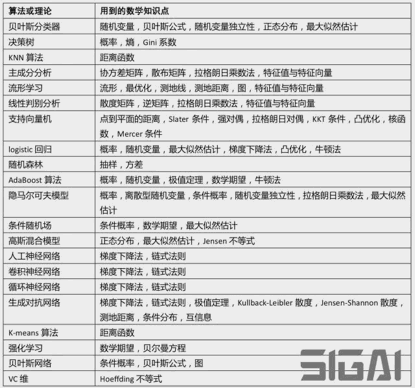 算法或理论 用到的数学知识点
贝叶斯分类器 随机变量，贝叶斯公式，随机变量独立性，正态分布，最大似然估计
决策树 概率，熵，Gini 系数
KNN 算法 距离函数
主成分分析 协方差矩阵，散布矩阵，拉格朗日乘数法，特征值与特征向量
流形学习 流形，最优化，测地线，测地距离，图，特征值与特征向量
线性判别分析 散度矩阵，逆矩阵，拉格朗日乘数法，特征值与特征向量
支持向量机 点到平面的距离，Slater 条件，强对偶，拉格朗日对偶，KKT 条件，凸优化，核函
数，Mercer 条件
logistic 回归 概率，随机变量，最大似然估计，梯度下降法，凸优化，牛顿法
随机森林 抽样，方差
AdaBoost 算法 概率，随机变量，极值定理，数学期望，牛顿法
隐马尔可夫模型 概率，离散型随机变量，条件概率，随机变量独立性，拉格朗日乘数法，最大似然
估计
条件随机场 条件概率，数学期望，最大似然估计
高斯混合模型 正态分布，最大似然估计，Jensen 不等式
人工神经网络 梯度下降法，链式法则
卷积神经网络 梯度下降法，链式法则
循环神经网络 梯度下降法，链式法则
生成对抗网络 梯度下降法，链式法则，极值定理，Kullback-Leibler 散度，Jensen-Shannon 散度，
测地距离，条件分布，互信息
K-means 算法 距离函数
强化学习 数学期望，贝尔曼方程
贝叶斯网络 条件概率，贝叶斯公式，图
VC 维 Hoeffding 不等式
SIGAI